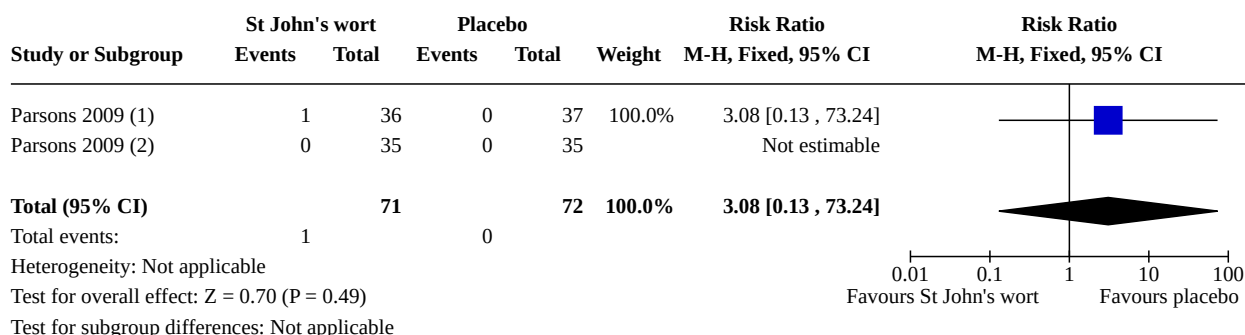 St John's wort Placebo Risk Ratio Risk Ratio
Study or Subgroup Events Total Events Total Weight M-H, Fixed, 95% CI M-H, Fixed, 95% CI
Parsons 2009 (1) 1 36 0 37 100.0% 3.08 [0.13 , 73.24]
Parsons 2009 (2) 0 35 0 35 Not estimable
Total (95% CI) 71 72 100.0% 3.08 [0.13 , 73.24]
Total events: 1 0
Heterogeneity: Not applicable 0.01 0.1 1 10 100
Test for overall effect: Z = 0.70 (P = 0.49) Favours St John's wort Favours placebo
Test for subgroup differences: Not applicable